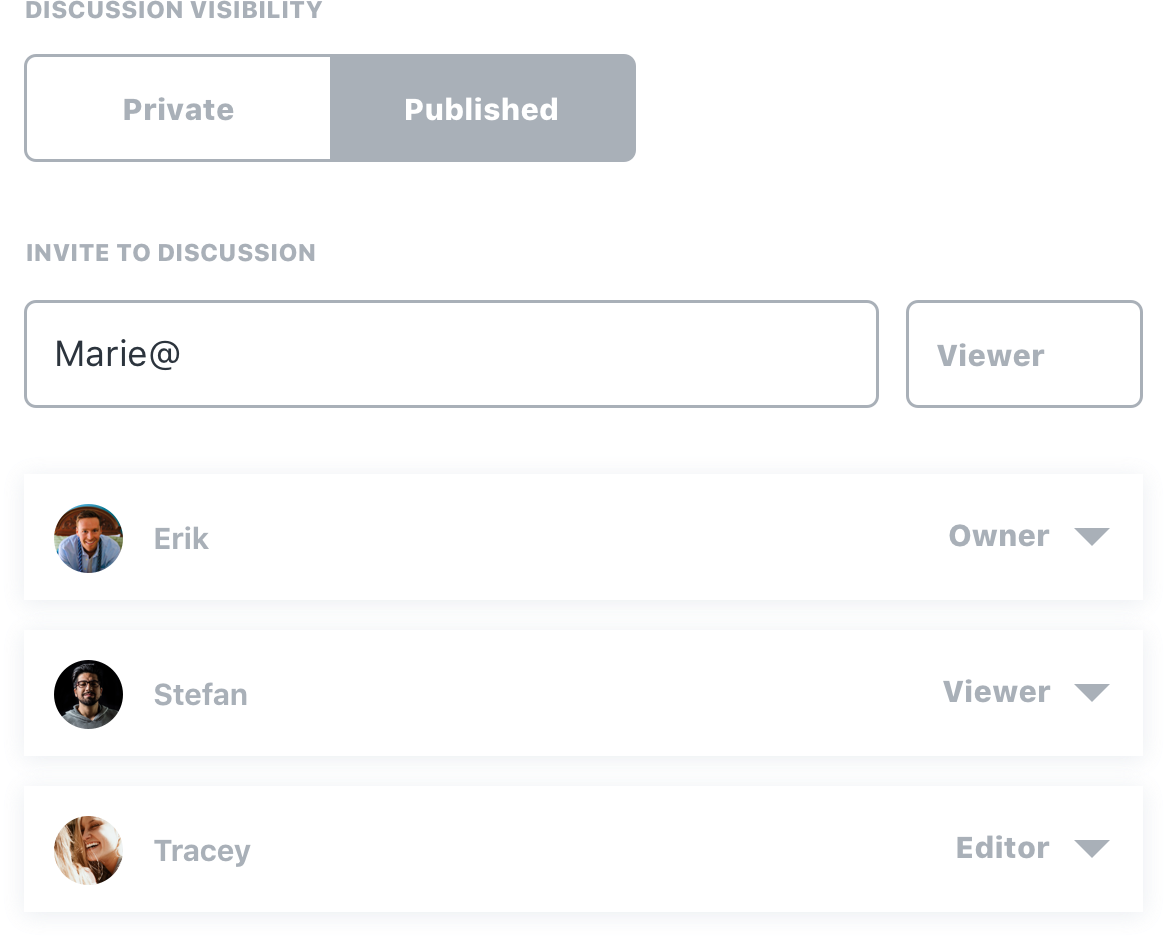 DISCUSSION VISIBILITY
Private Published
INVITE TO DISCUSSION
Marie@ Viewer
Erik Owner
Stefan Viewer
Tracey Editor